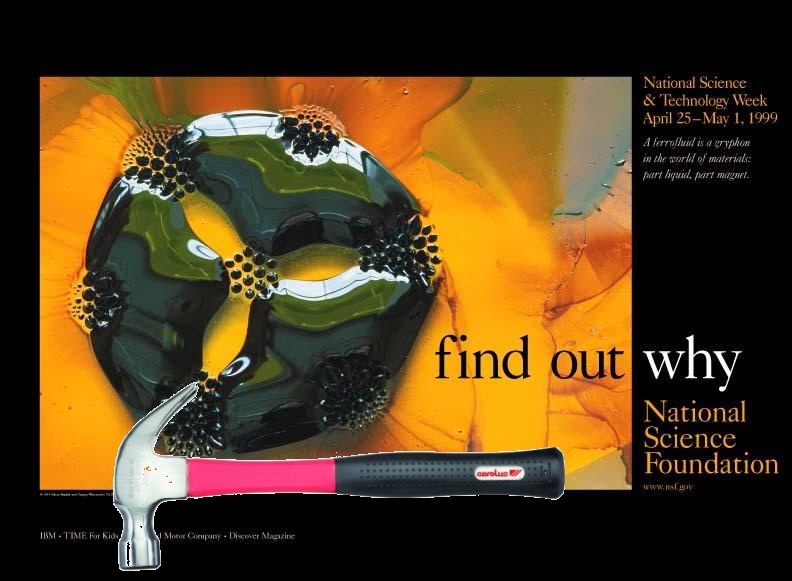 National Science
& Technology Week
April 25–May 1, 1999
A ferrofluid is a gryphon
in the world of materials:
part liquid, part magnet.
find out why
National
Science
Foundation
www.nsf.gov
carolus
IBM • TIME For Kids Motor Company • Discover Magazine